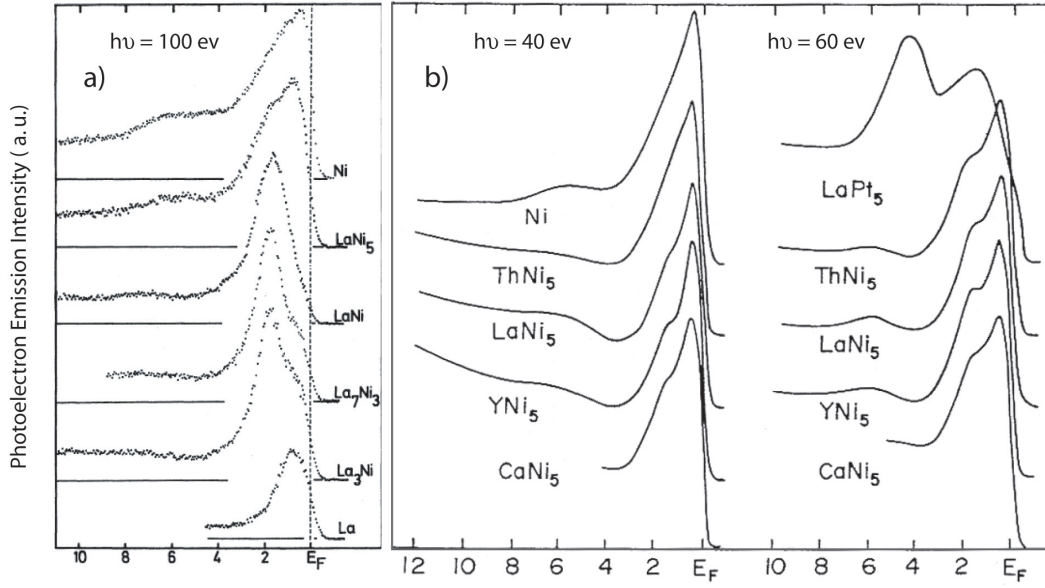 Photoelectron Emission Intensity ( a. u.)
hυ = 100 ev
a)
Ni
LaNi5
LaNi
La7Ni3
La3Ni
La
10 8 6 4 2 EF
b)
hυ = 40 ev
Ni
ThNi5
LaNi5
YNi5
CaNi5
12 10 8 6 4 2 EF
hυ = 60 ev
LaPt5
ThNi5
LaNi5
YNi5
CaNi5
10 8 6 4 2 EF